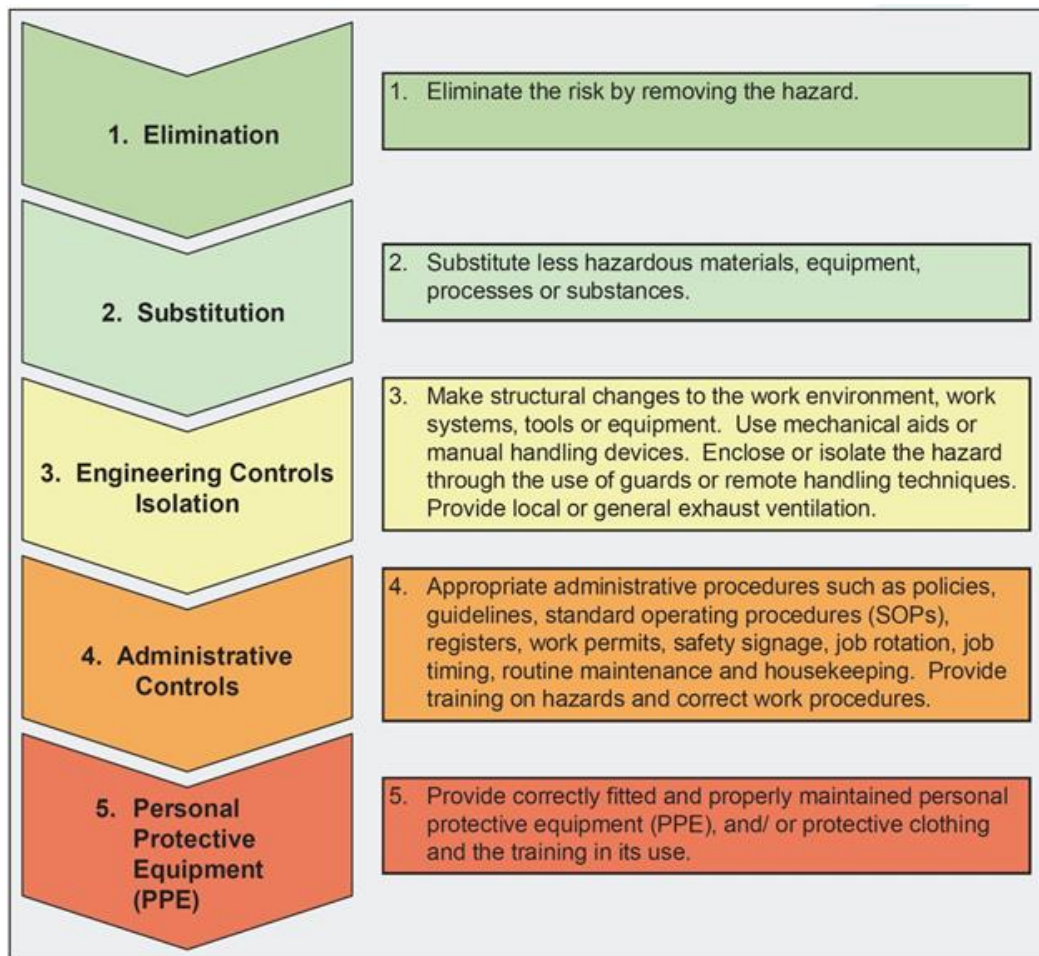 1. Elimination
1. Eliminate the risk by removing the hazard.
2. Substitution
2. Substitute less hazardous materials, equipment,
processes or substances.
3. Engineering Controls
Isolation
3. Make structural changes to the work environment, work
systems, tools or equipment. Use mechanical aids or
manual handling devices. Enclose or isolate the hazard
through the use of guards or remote handling techniques.
Provide local or general exhaust ventilation.
4. Administrative
Controls
4. Appropriate administrative procedures such as policies,
guidelines, standard operating procedures (SOPs),
registers, work permits, safety signage, job rotation, job
timing, routine maintenance and housekeeping. Provide
training on hazards and correct work procedures.
5. Personal
Protective
Equipment
(PPE)
5. Provide correctly fitted and properly maintained personal
protective equipment (PPE), and/ or protective clothing
and the training in its use.